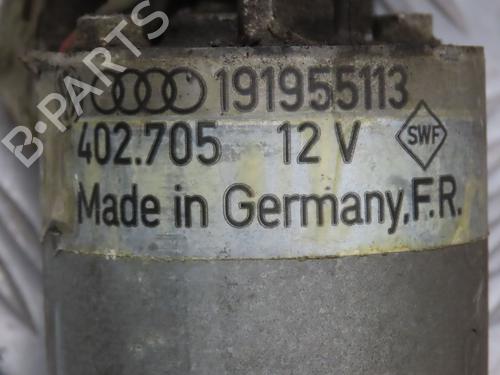 B-PARTS
191955113
402.705 12 V SWF
Made in Germany,F.R.